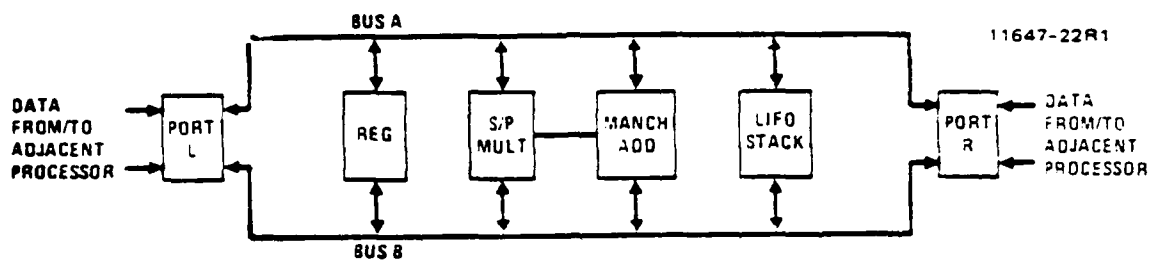 BUS A
11647-22R1
DATA
FROM/TO
ADJACENT
PROCESSOR
PORT
L
REG
S/P
MULT
MANCH
ADD
LIFO
STACK
PORT
R
DATA
FROM/TO
ADJACENT
PROCESSOR
BUS B